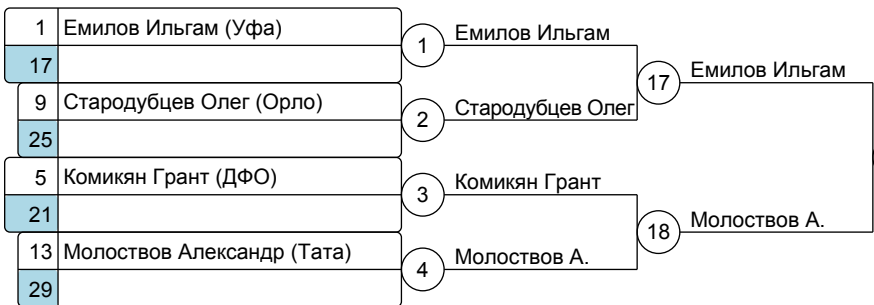 1 Емилов Ильгам (Уфа)
17
9 Стародубцев Олег (Орло)
25
5 Комикян Грант (ДФО)
21
13 Молоствов Александр (Тата)
29
1 Емилов Ильгам
2 Стародубцев Олег
3 Комикян Грант
4 Молоствов А.
17 Емилов Ильгам
18 Молоствов А.